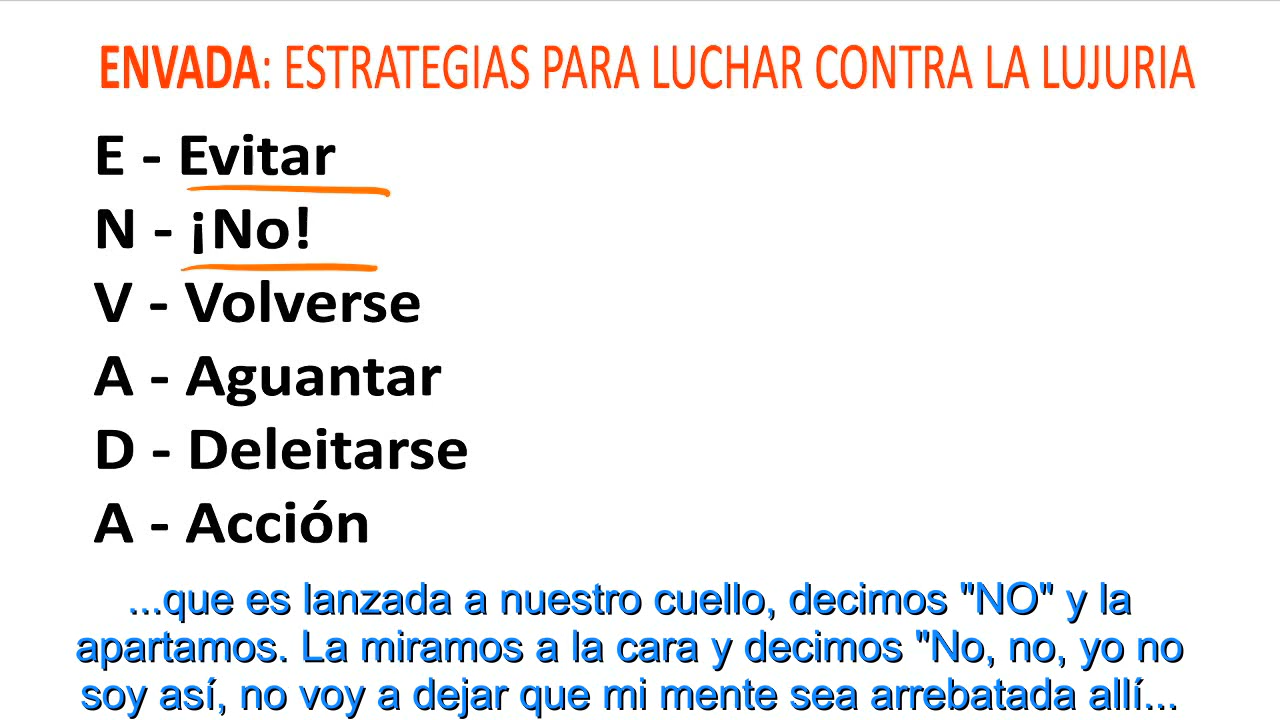 ENVADA: ESTRATEGIAS PARA LUCHAR CONTRA LA LUJURIA
E - Evitar
N - ¡No!
V - Volverse
A - Aguantar
D - Deleitarse
A - Acción
...que es lanzada a nuestro cuello, decimos "NO" y la
apartamos. La miramos a la cara y decimos "No, no, yo no
soy así, no voy a dejar que mi mente sea arrebatada allí...